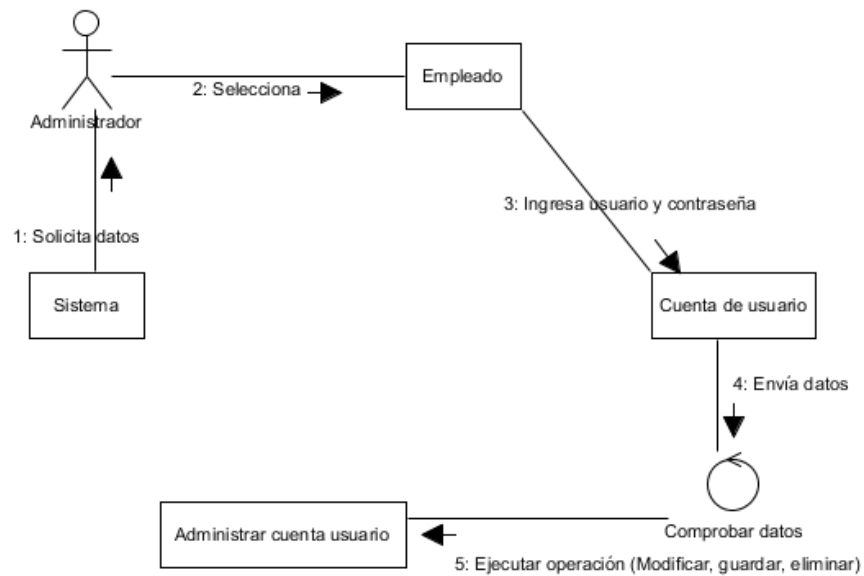 Empleado
2: Selecciona
Administrador
3: Ingresa usuario y contraseña
1: Solicita datos
Sistema
Cuenta de usuario
4: Envía datos
Administrar cuenta usuario
Comprobar datos
5: Ejecutar operación (Modificar, guardar, eliminar)